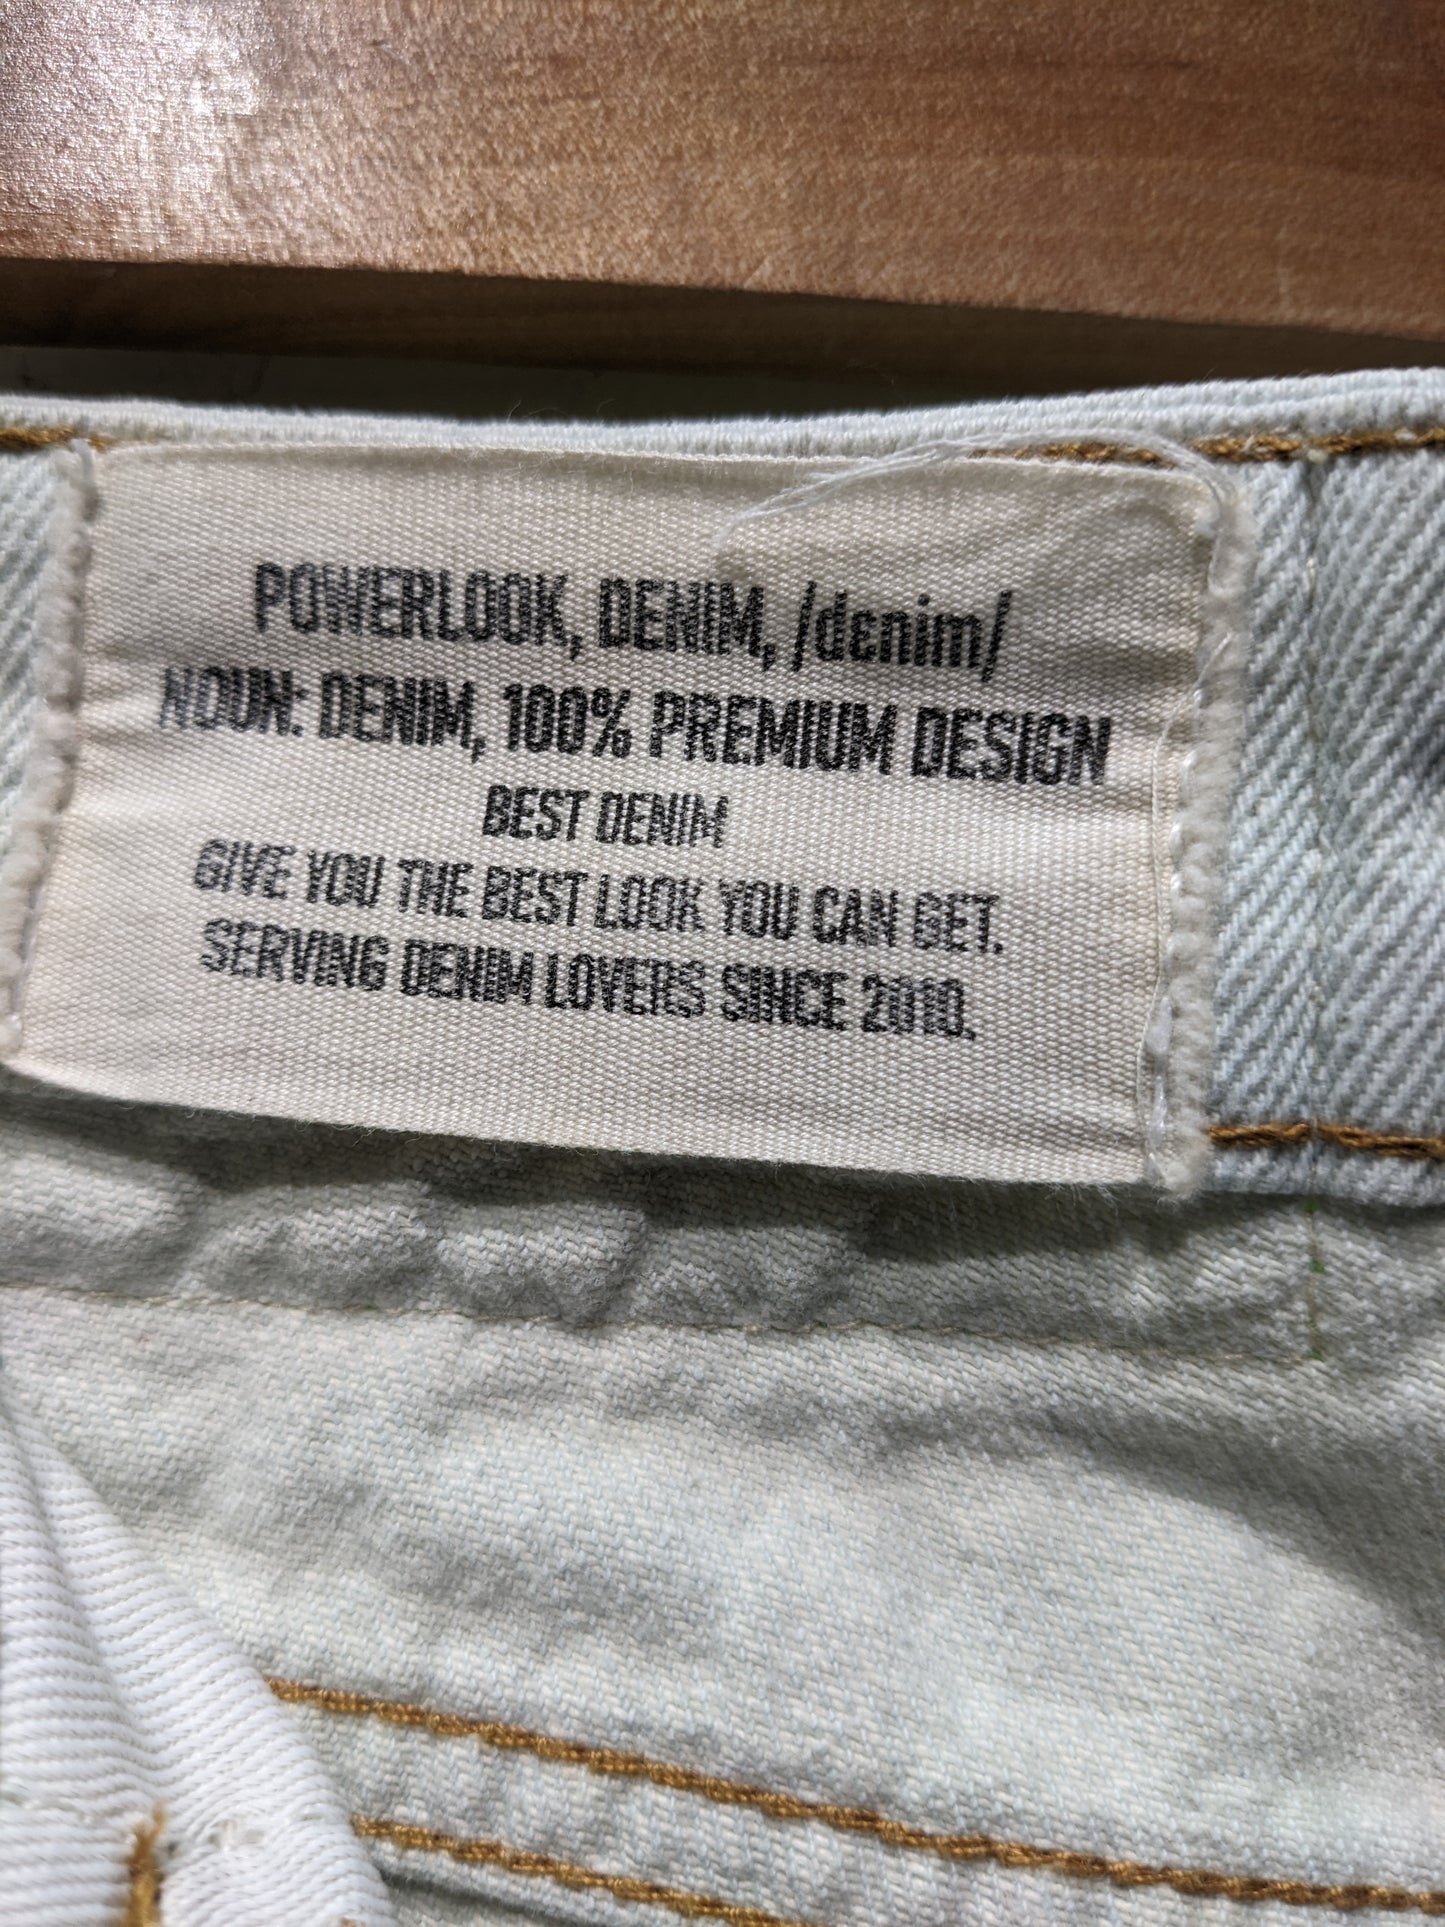 POWERLOOK, DENIM, /dɛnim/
NOUN: DENIM, 100% PREMIUM DESIGN
BEST DENIM
GIVE YOU THE BEST LOOK YOU CAN GET.
SERVING DENIM LOVERS SINCE 2010.